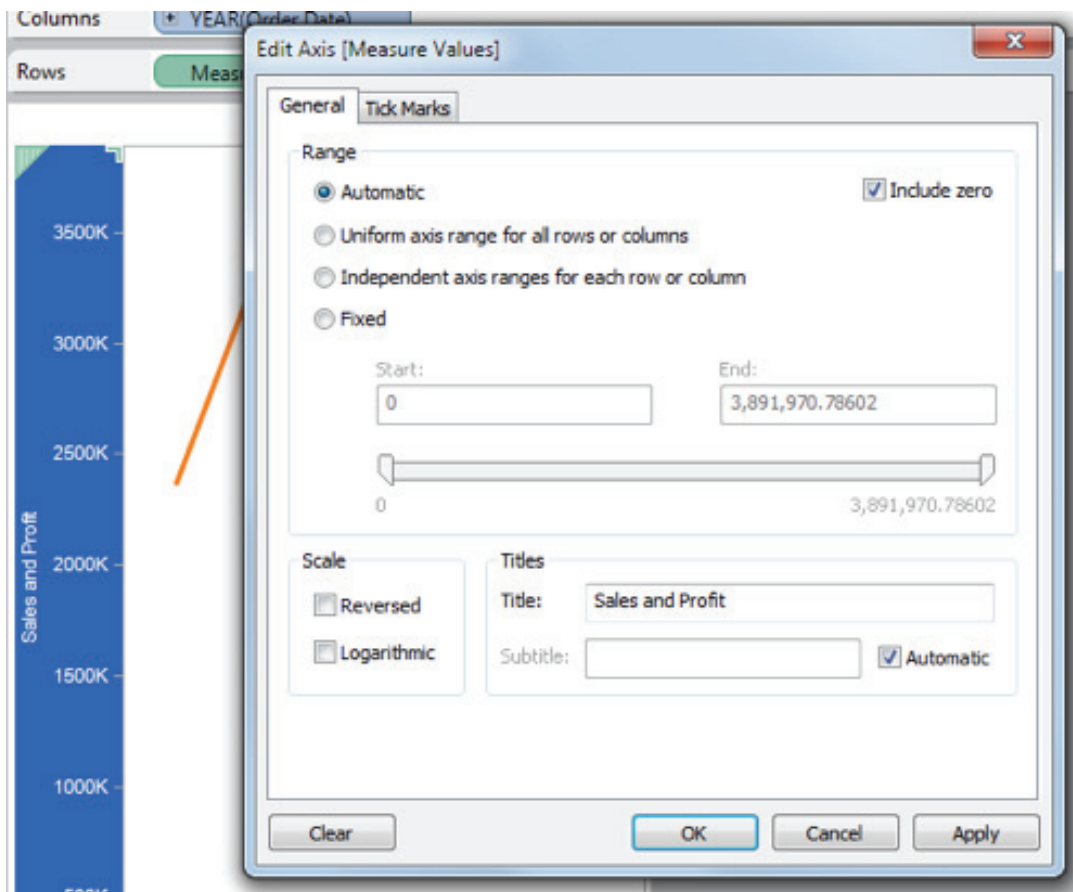 Columns
YEAR(Order Date)
Edit Axis [Measure Values]
Rows
General
Tick Marks
Range
Automatic
Include zero
Uniform axis range for all rows or columns
3500K
Independent axis ranges for each row or column
Fixed
3000K
Start:
End:
0
3,891,970.78602
2500K
0
3,891,970.78602
Sales and Profit
2000K
Scale
Titles
Reversed
Title:
Sales and Profit
Logarithmic
Subtitle:
Automatic
1500K
1000K
Clear
OK
Cancel
Apply